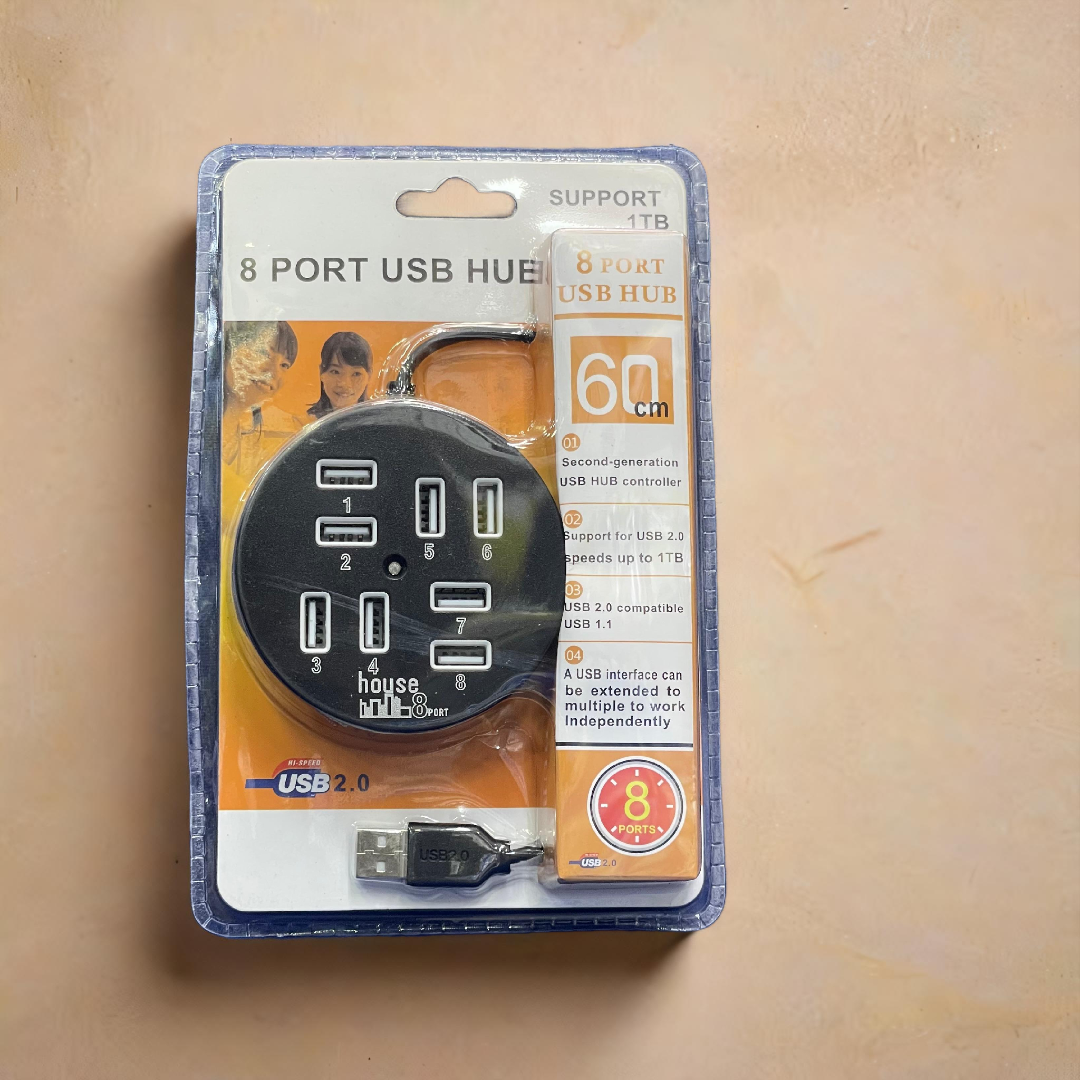 SUPPORT
1TB
8 PORT USB HUB
8 PORT
USB HUB
60cm
01
Second-generation
USB HUB controller
02
Support for USB 2.0
speeds up to 1TB
03
USB 2.0 compatible
USB 1.1
04
A USB interface can
be extended to
multiple to work
Independently
8
PORTS
USB 2.0
1
2
5
6
3
4
7
8
house
8 PORT
HI-SPEED
USB 2.0
USB2.0